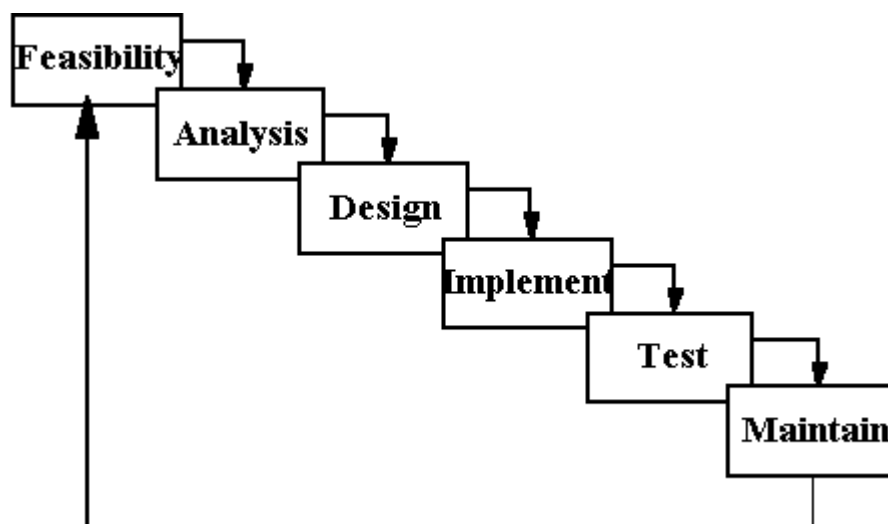 Feasibility
Analysis
Design
Implement
Test
Maintain